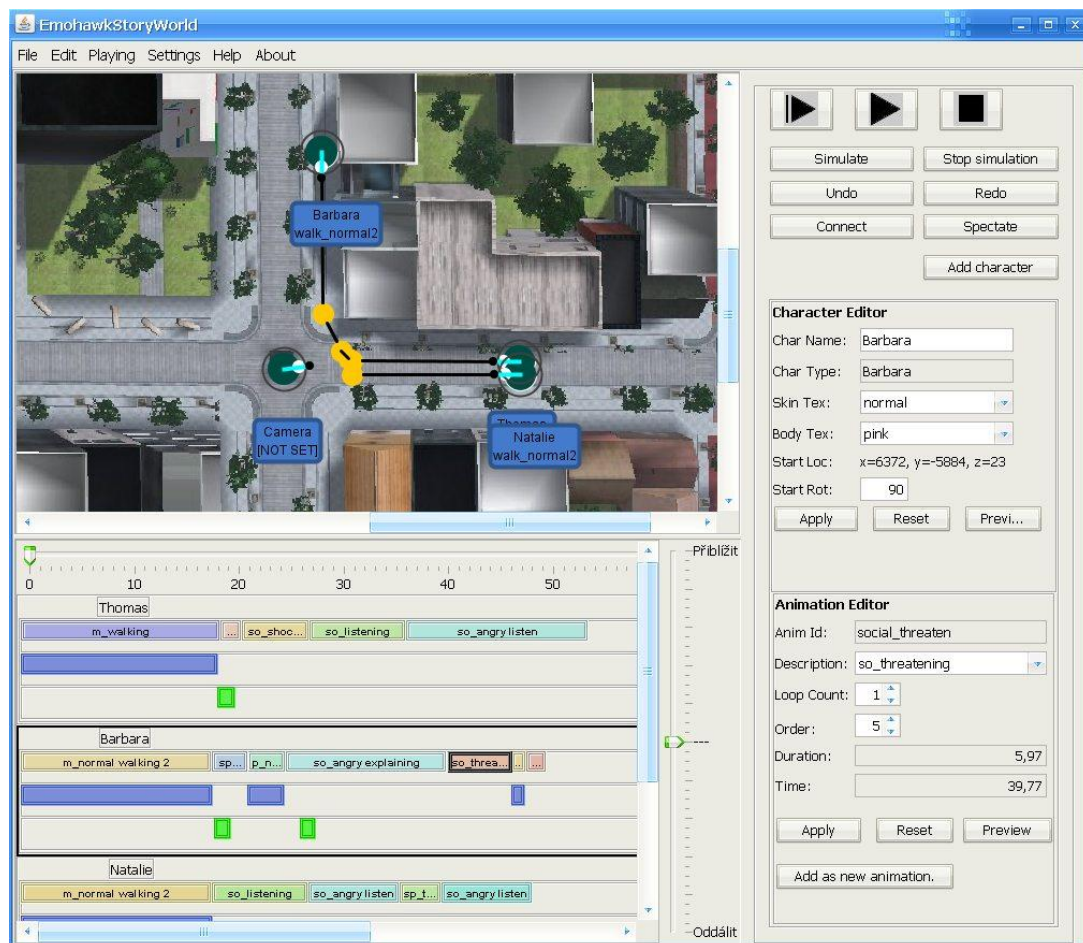 EmohawkStoryWorld
File Edit Playing Settings Help About
Barbara
walk_normal2
Camera
[NOT SET]
Thomas
Natalie
walk_normal2
Simulate Stop simulation
Undo Redo
Connect Spectate
Add character
Character Editor
Char Name: Barbara
Char Type: Barbara
Skin Tex: normal
Body Tex: pink
Start Loc: x=6372, y=-5884, z=23
Start Rot: 90
Apply Reset Previ...
Animation Editor
Anim Id: social_threaten
Description: so_threatening
Loop Count: 1
Order: 5
Duration: 5,97
Time: 39,77
Apply Reset Preview
Add as new animation.
0 10 20 30 40 50
Thomas
m_walking ... so_shoc... so_listening so_angry listen
Barbara
m_normal walking 2 sp... p_n... so_angry explaining so_threa... .. ...
Natalie
m_normal walking 2 so_listening so_angry listen sp_t... so_angry listen
Přiblížit
---
Oddálit